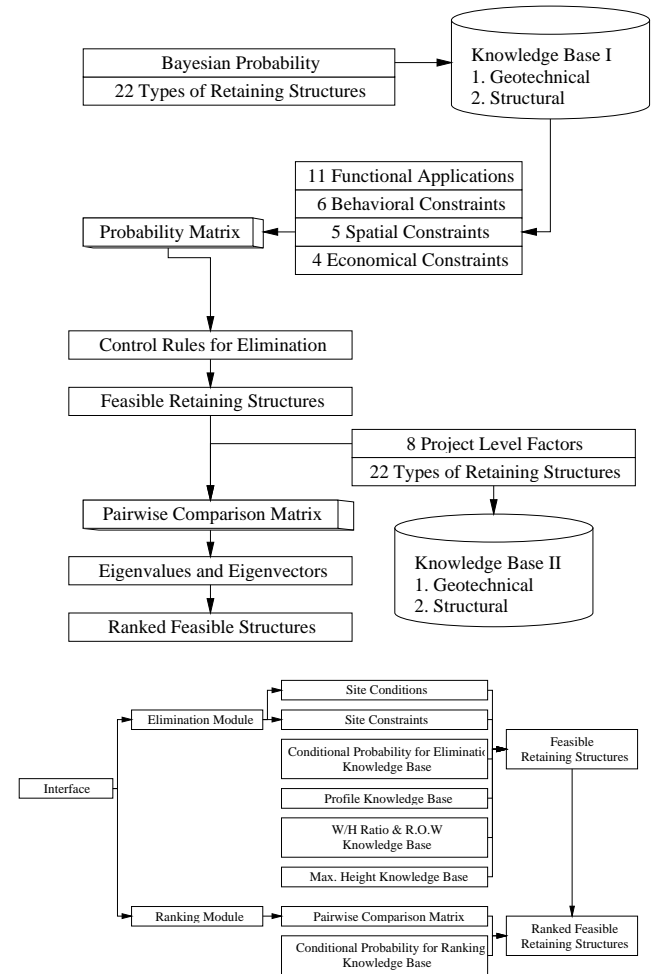 Bayesian Probability
22 Types of Retaining Structures
Knowledge Base I
1. Geotechnical
2. Structural
11 Functional Applications
6 Behavioral Constraints
5 Spatial Constraints
4 Economical Constraints
Probability Matrix
Control Rules for Elimination
Feasible Retaining Structures
8 Project Level Factors
22 Types of Retaining Structures
Pairwise Comparison Matrix
Knowledge Base II
1. Geotechnical
2. Structural
Eigenvalues and Eigenvectors
Ranked Feasible Structures
Interface
Elimination Module
Site Conditions
Site Constraints
Conditional Probability for Eliminatio
Knowledge Base
Profile Knowledge Base
W/H Ratio & R.O.W
Knowledge Base
Max. Height Knowledge Base
Feasible
Retaining Structures
Ranking Module
Pairwise Comparison Matrix
Conditional Probability for Ranking
Knowledge Base
Ranked Feasible
Retaining Structures